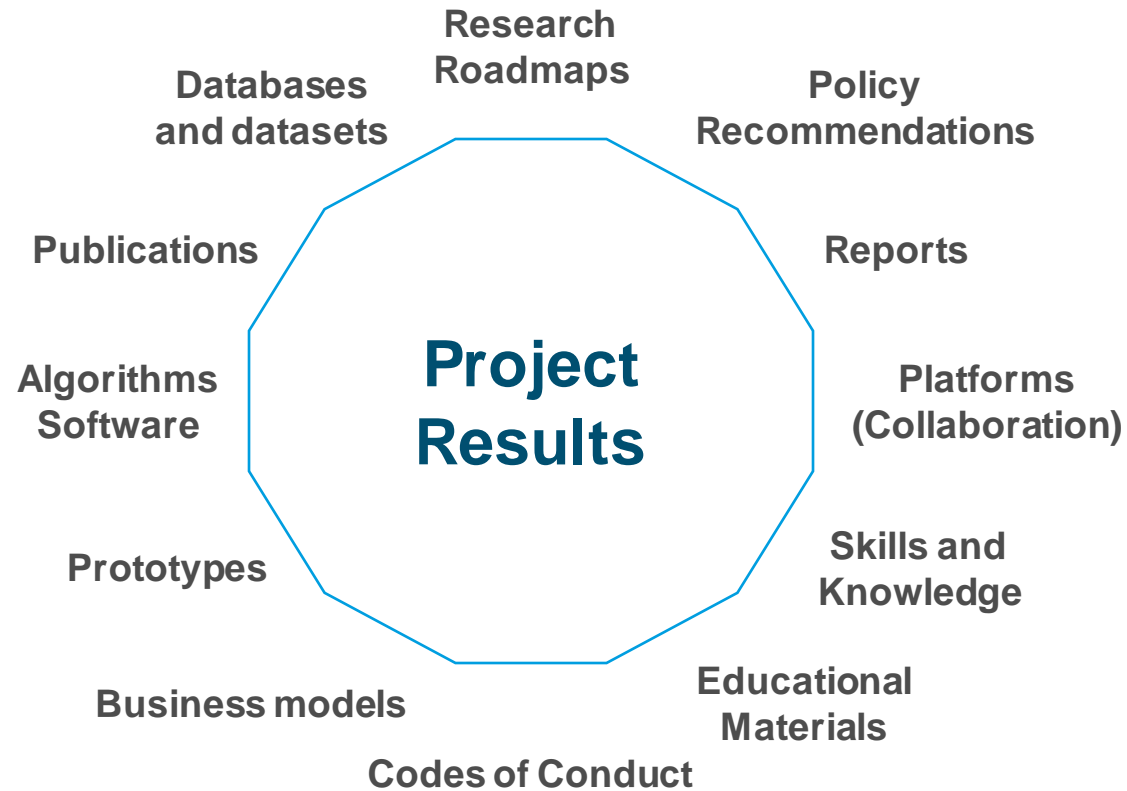 Research
Roadmaps
Policy
Recommendations
Reports
Platforms
(Collaboration)
Skills and
Knowledge
Educational
Materials
Codes of Conduct
Business models
Prototypes
Algorithms
Software
Publications
Databases
and datasets
Project
Results